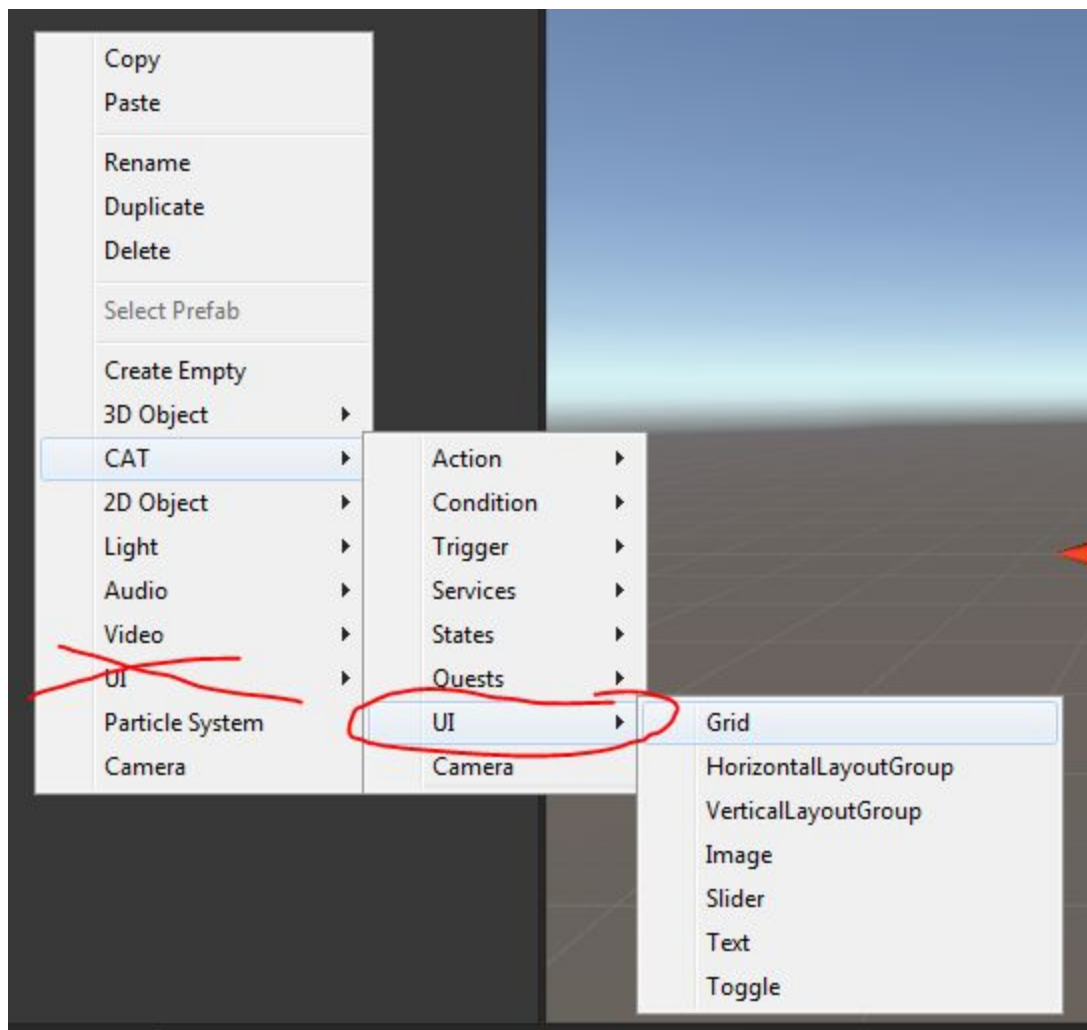 Copy
Paste
Rename
Duplicate
Delete
Select Prefab
Create Empty
3D Object
CAT
2D Object
Light
Audio
Video
UI
Particle System
Camera
Action
Condition
Trigger
Services
States
Quests
UI
Camera
Grid
HorizontalLayoutGroup
VerticalLayoutGroup
Image
Slider
Text
Toggle